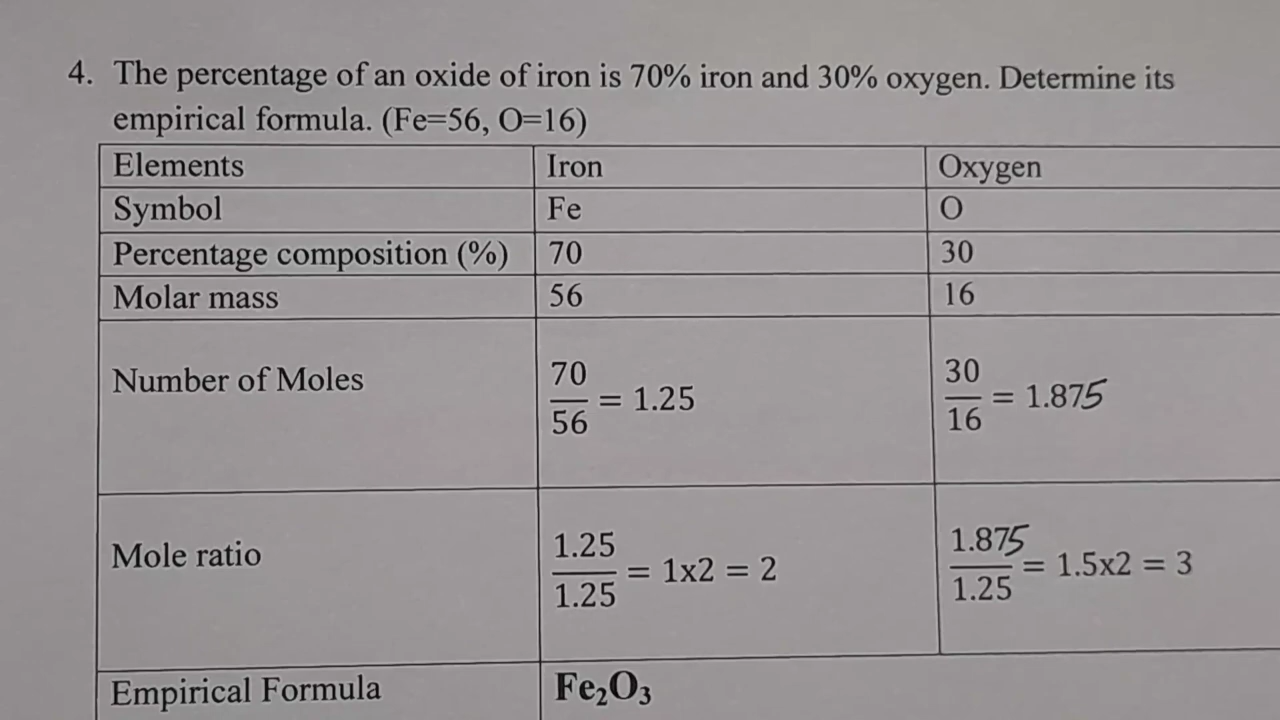 4. The percentage of an oxide of iron is 70% iron and 30% oxygen. Determine its
empirical formula. (Fe=56, O=16)
Elements Iron Oxygen
Symbol Fe O
Percentage composition (%) 70 30
Molar mass 56 16
Number of Moles 70/56 = 1.25 30/16 = 1.875
Mole ratio 1.25/1.25 = 1x2 = 2 1.875/1.25 = 1.5x2 = 3
Empirical Formula Fe₂O₃